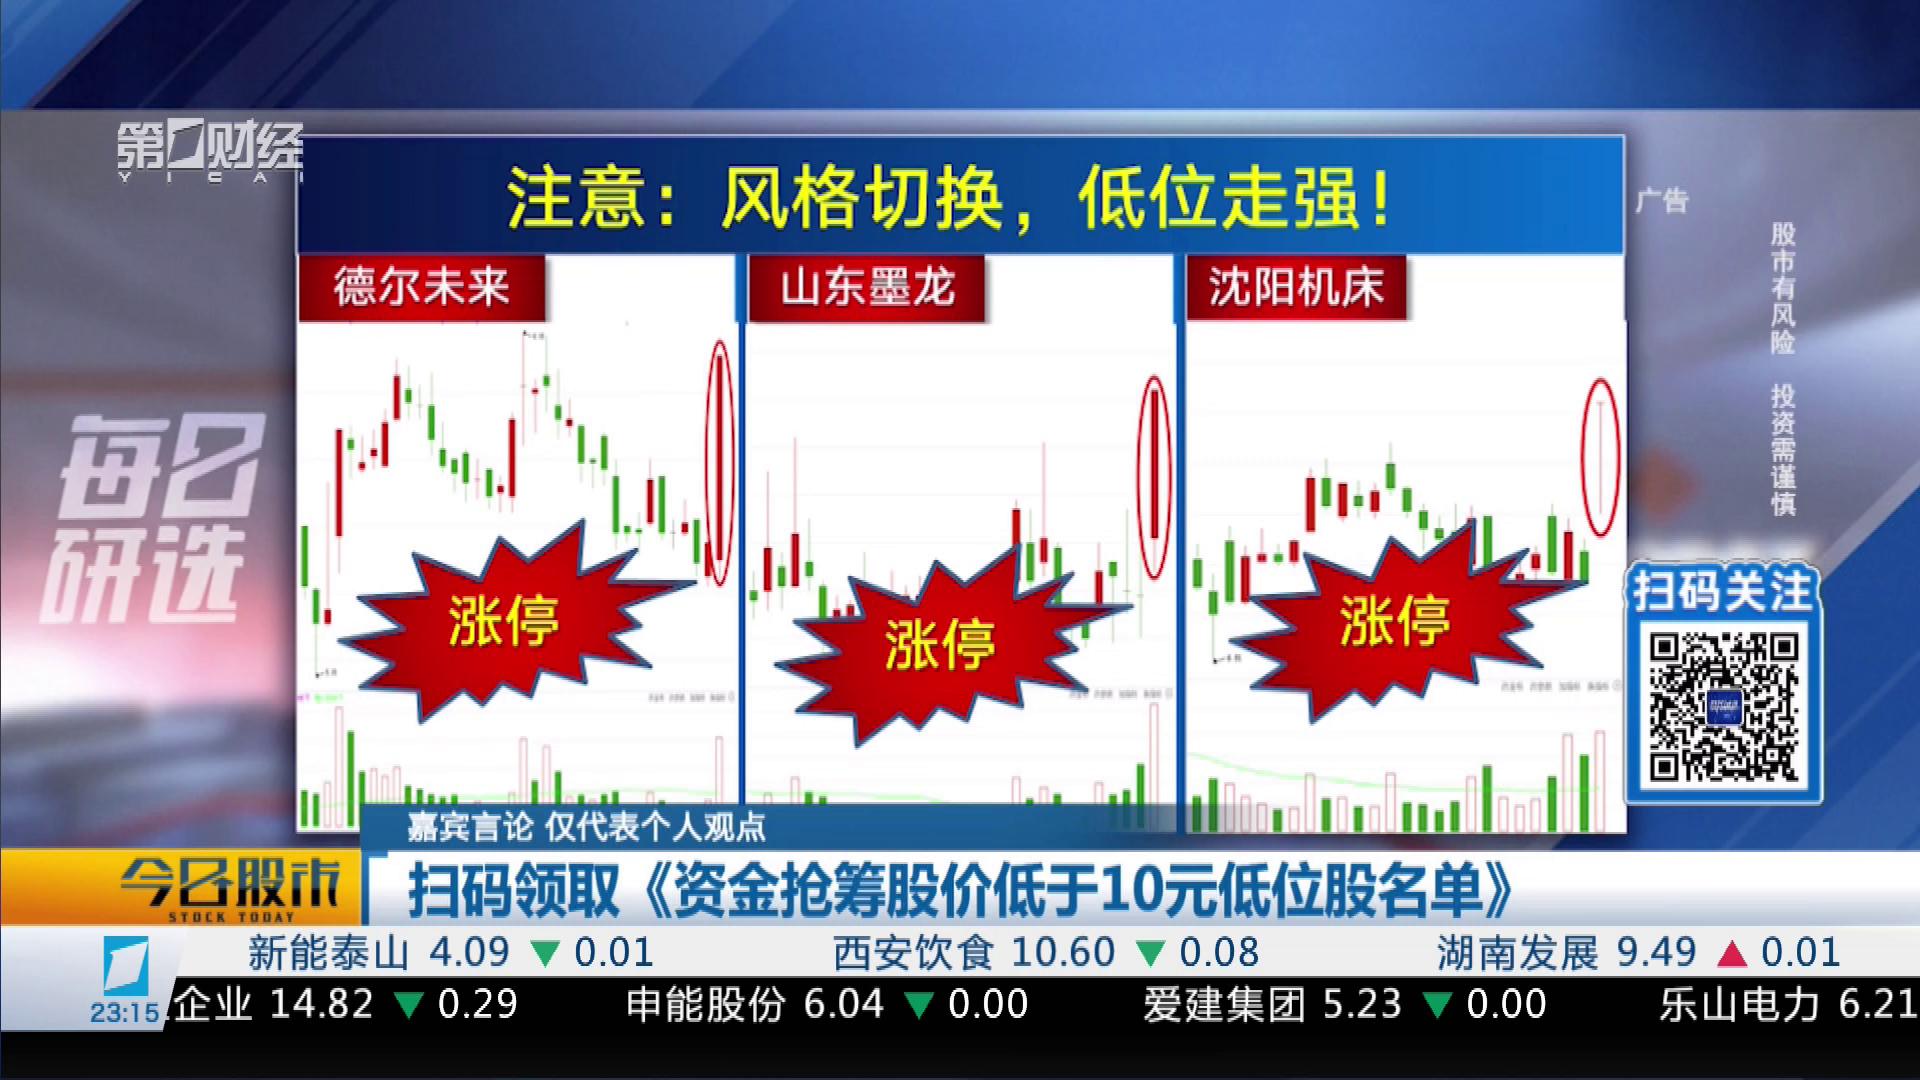 第1财经
YICAI
注意：风格切换，低位走强！
广告
股市有风险 投资需谨慎
德尔未来
山东墨龙
沈阳机床
每日
研选
涨停
涨停
涨停
扫码关注
嘉宾言论 仅代表个人观点
今日股市
STOCK TODAY
扫码领取《资金抢筹股价低于10元低位股名单》
新能泰山 4.09 ▼ 0.01 西安饮食 10.60 ▼ 0.08 湖南发展 9.49 ▲ 0.01
23:15
企业 14.82 ▼ 0.29 申能股份 6.04 ▼ 0.00 爱建集团 5.23 ▼ 0.00 乐山电力 6.21